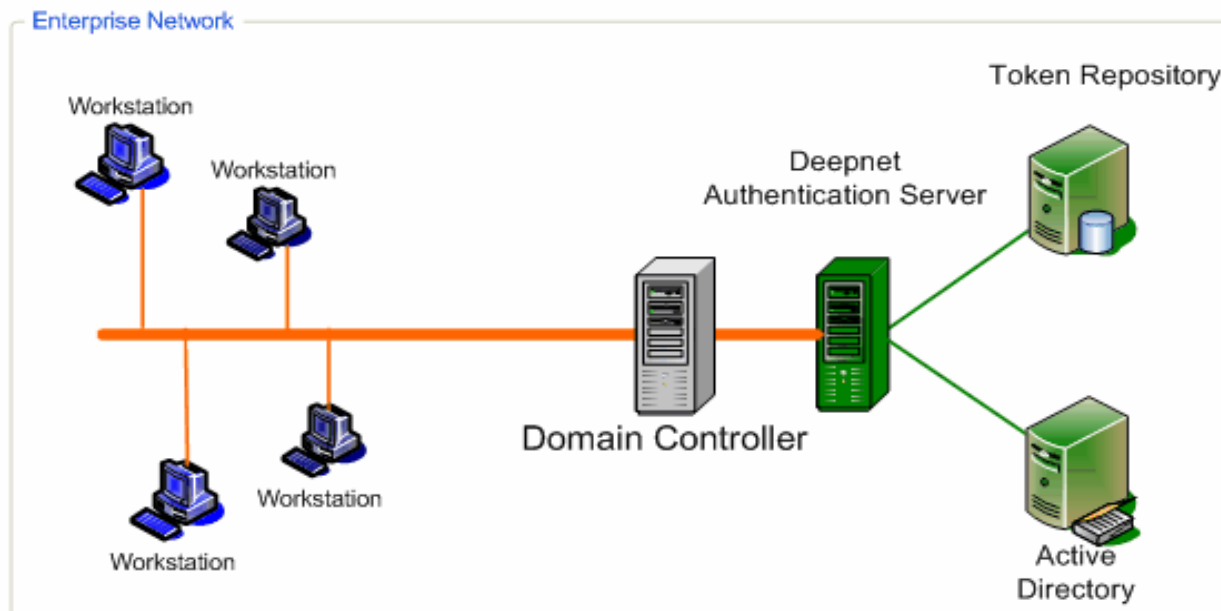 Enterprise Network
Token Repository
Workstation
Workstation
Deepnet
Authentication Server
Domain Controller
Workstation
Workstation
Active
Directory